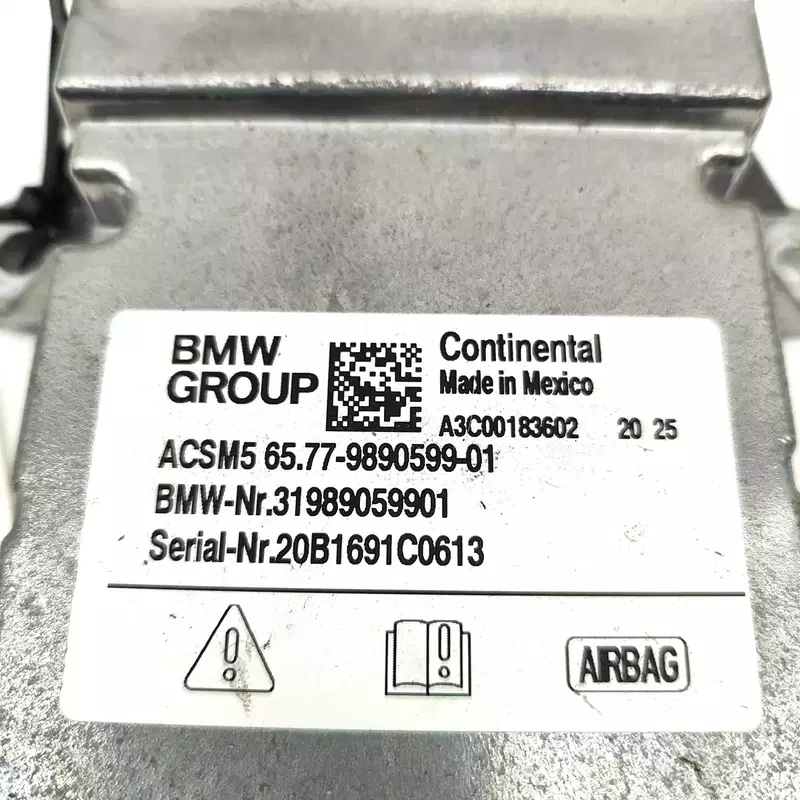 BMW
GROUP
Continental
Made in Mexico
A3C00183602 20 25
ACSM5 65.77-9890599-01
BMW-Nr.31989059901
Serial-Nr.20B1691C0613
AIRBAG